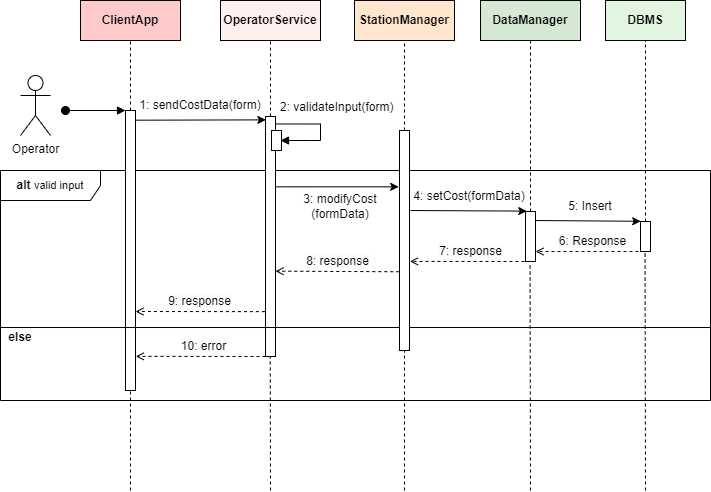 ClientApp
OperatorService
StationManager
DataManager
DBMS
Operator
1: sendCostData(form)
2: validateInput(form)
alt valid input
3: modifyCost
(formData)
4: setCost(formData)
5: Insert
6: Response
7: response
8: response
9: response
else
10: error